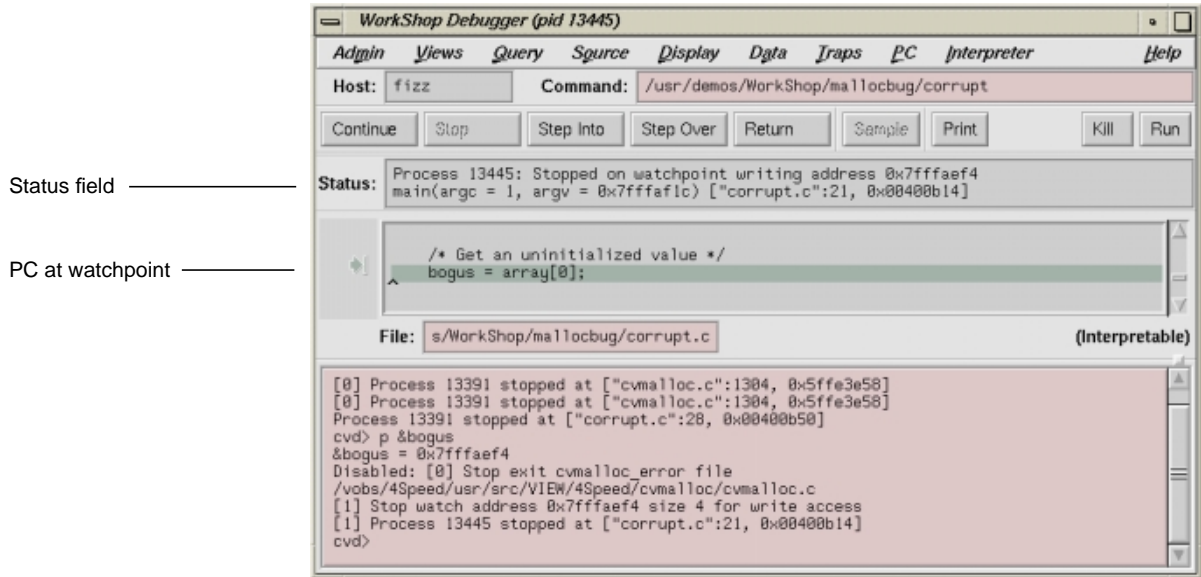 WorkShop Debugger (pid 13445)
Admin Views Query Source Display Data Traps PC Interpreter Help
Host: fizz Command: /usr/demos/WorkShop/mallocbug/corrupt
Continue Stop Step Into Step Over Return Sample Print Kill Run
Status field
Status: Process 13445: Stopped on watchpoint writing address 0x7fffaef4
main(argc = 1, argv = 0x7fffaf1c) ["corrupt.c":21, 0x00400b14]
/* Get an uninitialized value */
PC at watchpoint
bogus = array[0];
File: s/WorkShop/mallocbug/corrupt.c (Interpretable)
[0] Process 13391 stopped at ["cvmalloc.c":1304, 0x5ffe3e58]
[0] Process 13391 stopped at ["cvmalloc.c":1304, 0x5ffe3e58]
Process 13391 stopped at ["corrupt.c":28, 0x00400b50]
cvd> p &bogus
&bogus = 0x7fffaef4
Disabled: [0] Stop exit cvmalloc_error file
/vobs/4Speed/usr/src/VIEW/4Speed/cvmalloc/cvmalloc.c
[1] Stop watch address 0x7fffaef4 size 4 for write access
[1] Process 13445 stopped at ["corrupt.c":21, 0x00400b14]
cvd>